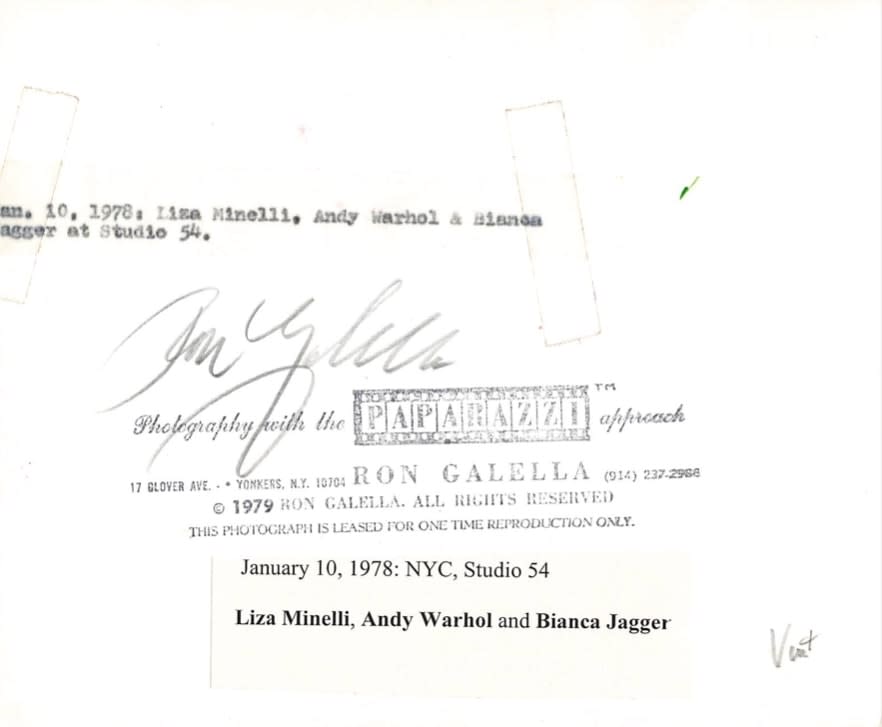 an. 10, 1978: Liza Minelli, Andy Warhol & Bianca
agger at Studio 54.
Ron Galella
Photography with the PAPARAZZI ™ approach
17 GLOVER AVE. - • YONKERS, N.Y. 10704 RON GALELLA (914) 237-2988
© 1979 RON GALELLA. ALL RIGHTS RESERVED
THIS PHOTOGRAPH IS LEASED FOR ONE TIME REPRODUCTION ONLY.
January 10, 1978: NYC, Studio 54
Liza Minelli, Andy Warhol and Bianca Jagger
Vint